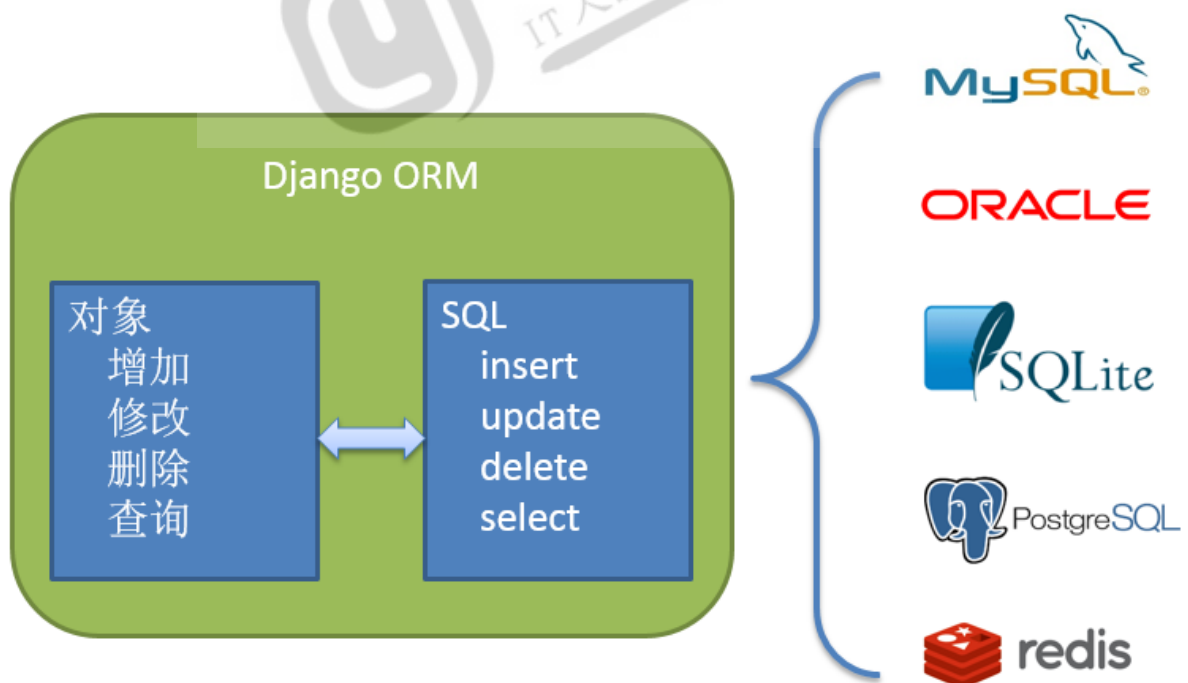 Django ORM
对象
增加
修改
删除
查询
SQL
insert
update
delete
select
MySQL®
ORACLE
SQLite
PostgreSQL
redis